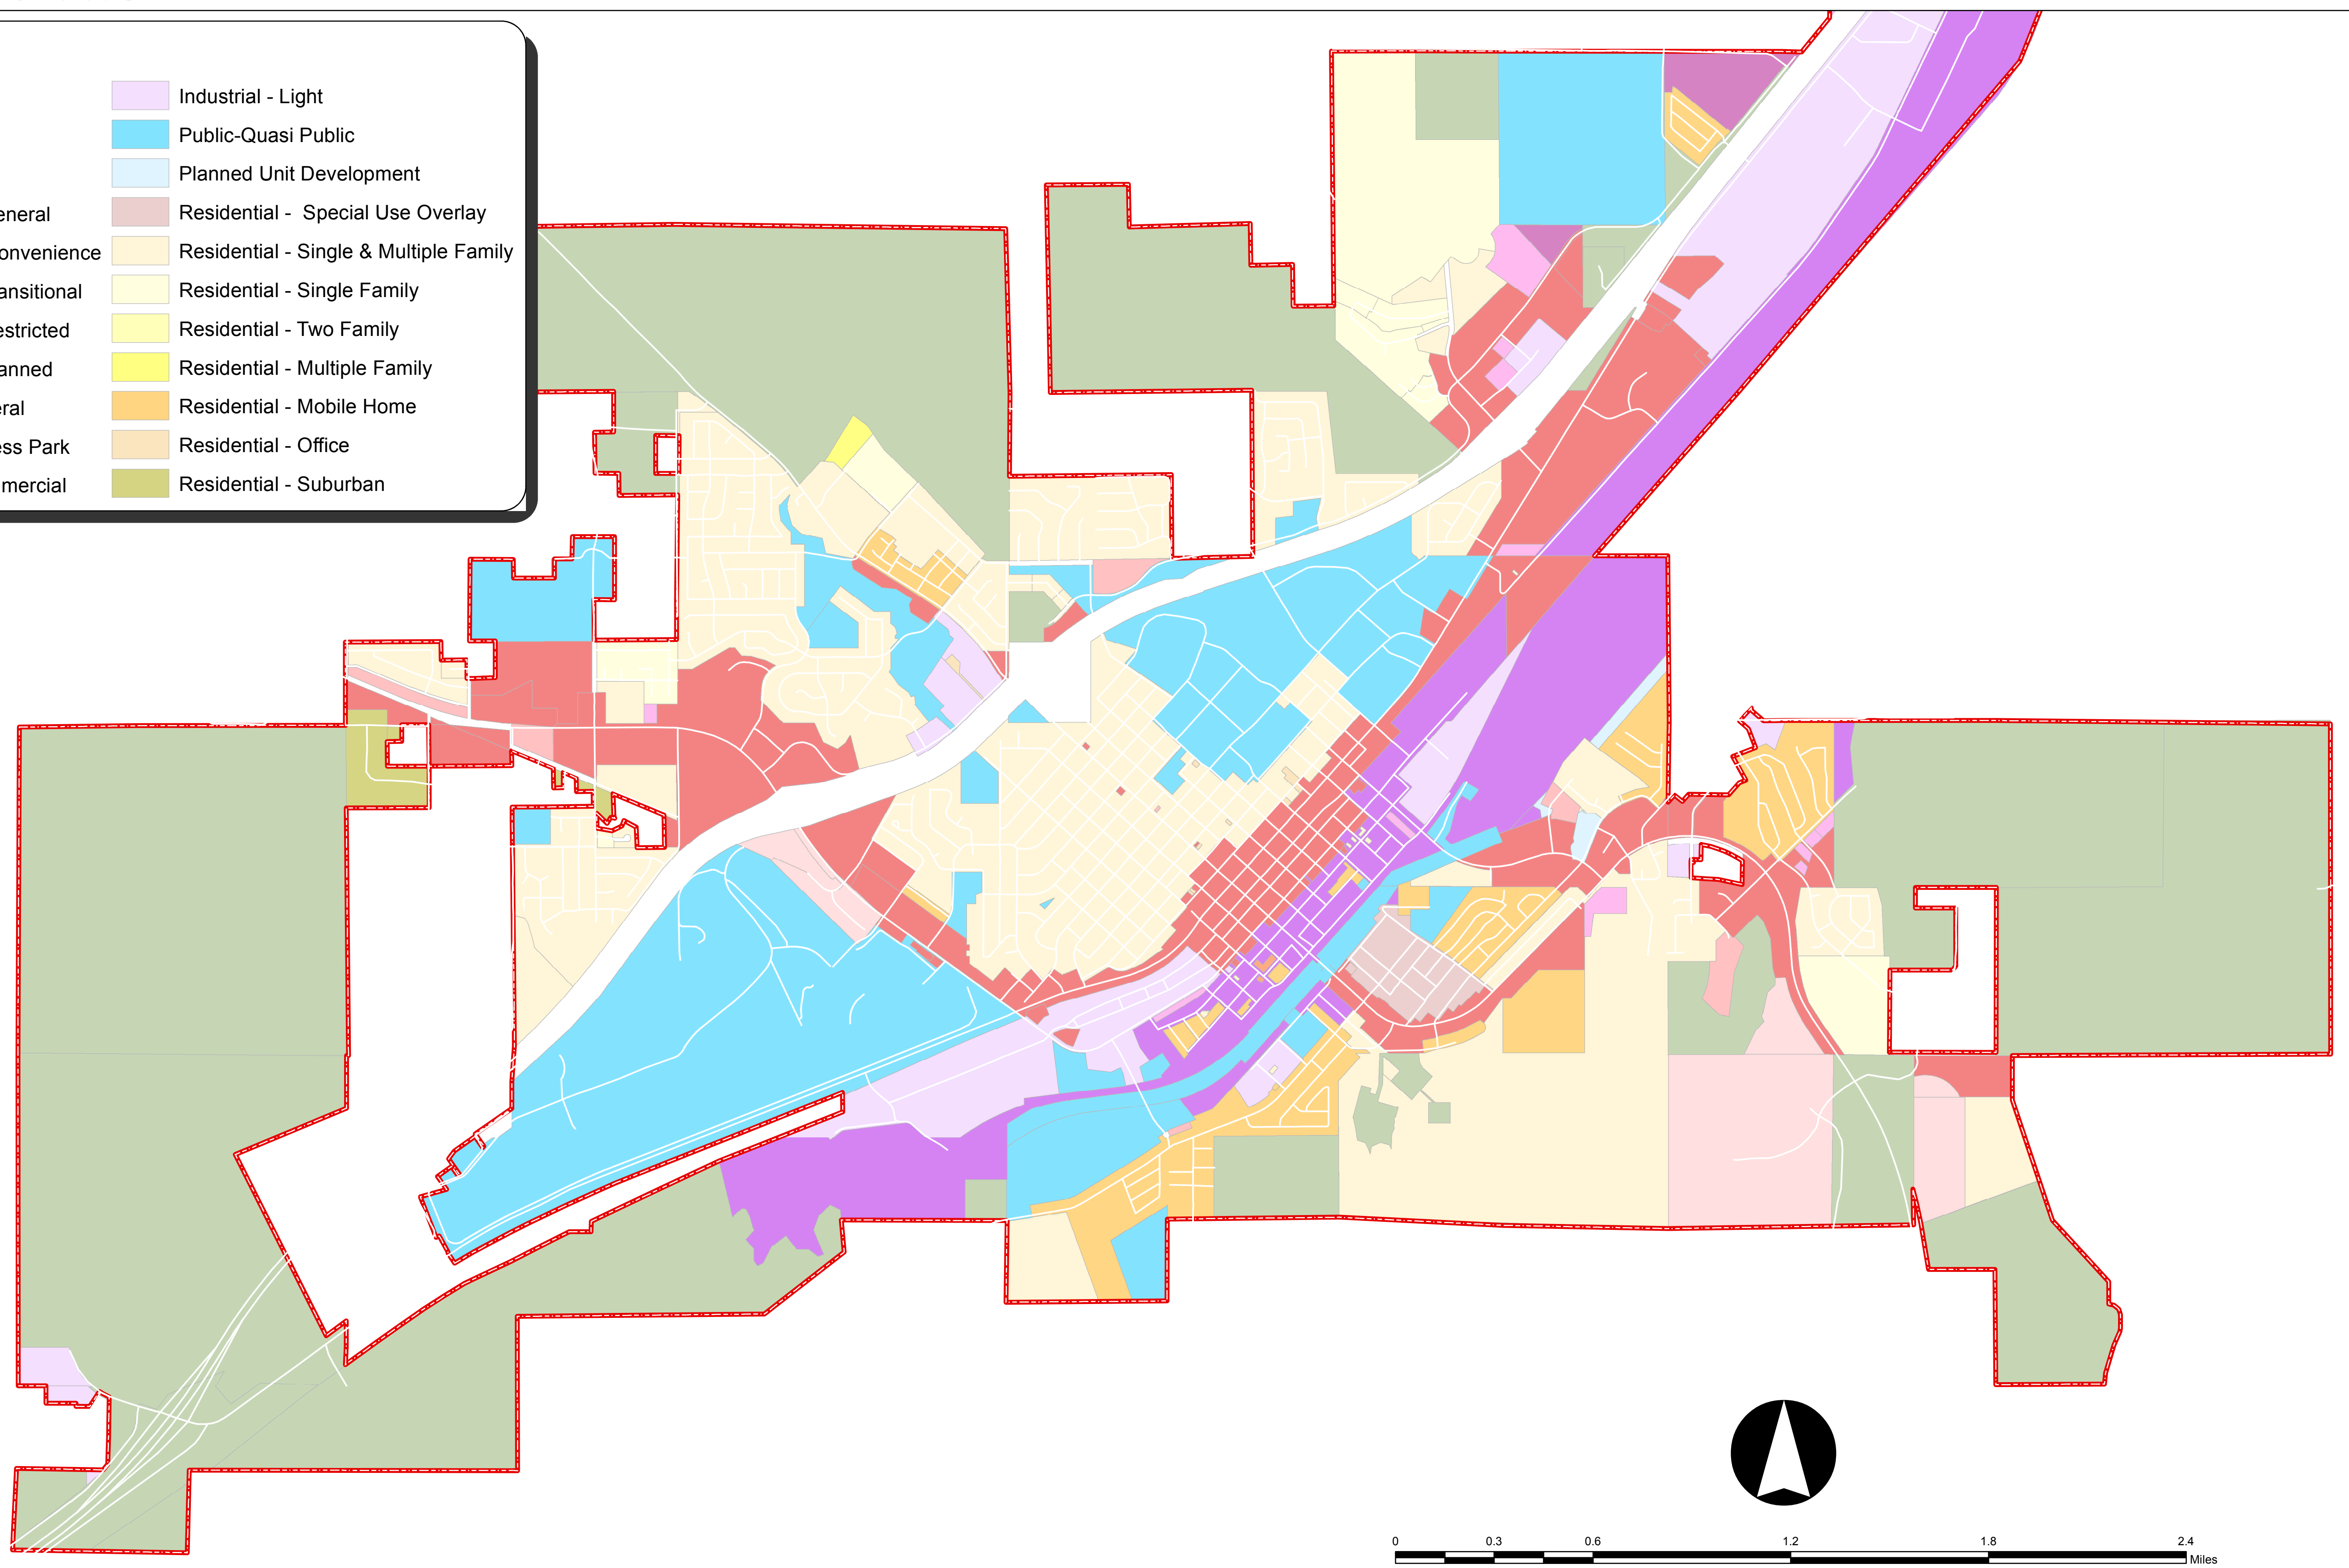 Industrial - Light
Public-Quasi Public
Planned Unit Development
eneral
Residential - Special Use Overlay
onvenience
Residential - Single & Multiple Family
ansitional
Residential - Single Family
estricted
Residential - Two Family
anned
Residential - Multiple Family
eral
Residential - Mobile Home
ess Park
Residential - Office
mercial
Residential - Suburban
0 0.3 0.6 1.2 1.8 2.4
Miles